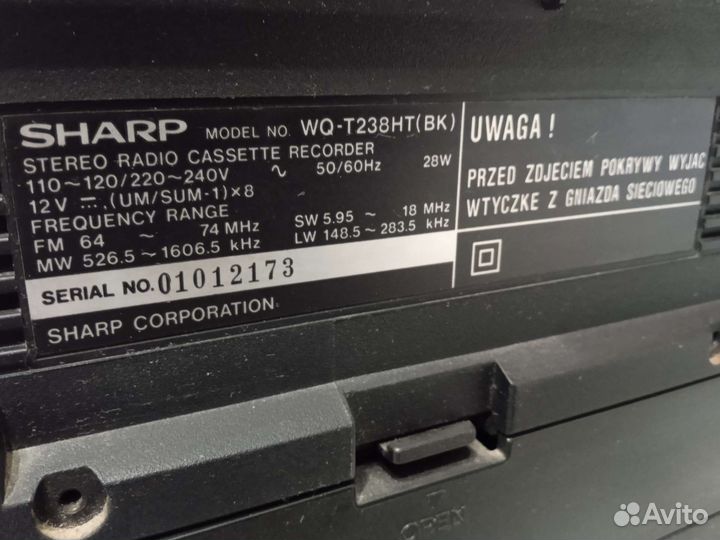 SHARP MODEL NO. WQ-T238HT(BK)
STEREO RADIO CASSETTE RECORDER
110~120/220~240V ~ 50/60Hz 28W
12V ⎓ (UM/SUM-1)×8
FREQUENCY RANGE
FM 64 ~ 74 MHz SW 5.95 ~ 18 MHz
MW 526.5~1606.5 kHz LW 148.5~283.5 kHz
SERIAL NO. 01012173
SHARP CORPORATION
UWAGA !
PRZED ZDJECIEM POKRYWY WYJAC
WTYCZKE Z GNIAZDA SIECIOWEGO
OPEN
Avito